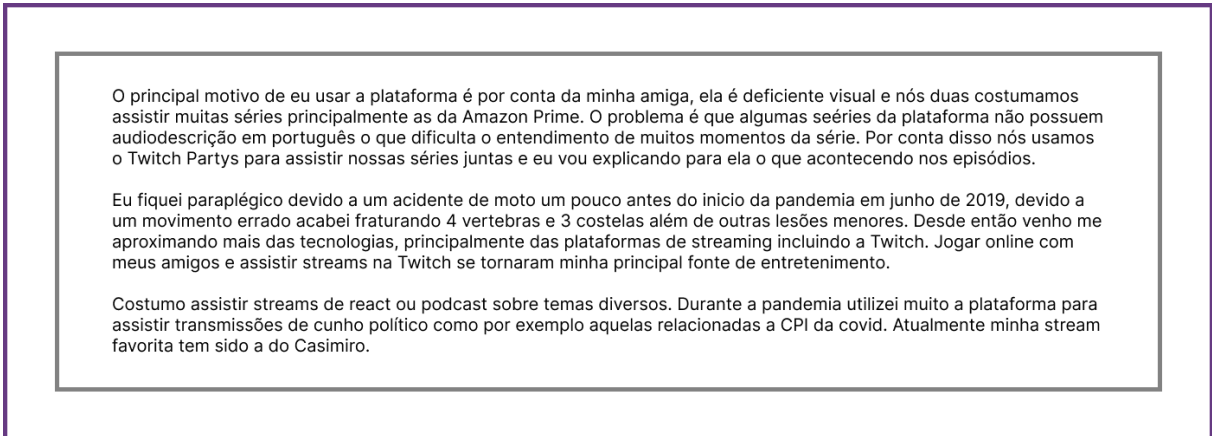 O principal motivo de eu usar a plataforma é por conta da minha amiga, ela é deficiente visual e nós duas costumamos
assistir muitas séries principalmente as da Amazon Prime. O problema é que algumas seéries da plataforma não possuem
audiodescrição em português o que dificulta o entendimento de muitos momentos da série. Por conta disso nós usamos
o Twitch Partys para assistir nossas séries juntas e eu vou explicando para ela o que acontecendo nos episódios.
Eu fiquei paraplégico devido a um acidente de moto um pouco antes do inicio da pandemia em junho de 2019, devido a
um movimento errado acabei fraturando 4 vertebras e 3 costelas além de outras lesões menores. Desde então venho me
aproximando mais das tecnologias, principalmente das plataformas de streaming incluindo a Twitch. Jogar online com
meus amigos e assistir streams na Twitch se tornaram minha principal fonte de entretenimento.
Costumo assistir streams de react ou podcast sobre temas diversos. Durante a pandemia utilizei muito a plataforma para
assistir transmissões de cunho político como por exemplo aquelas relacionadas a CPI da covid. Atualmente minha stream
favorita tem sido a do Casimiro.